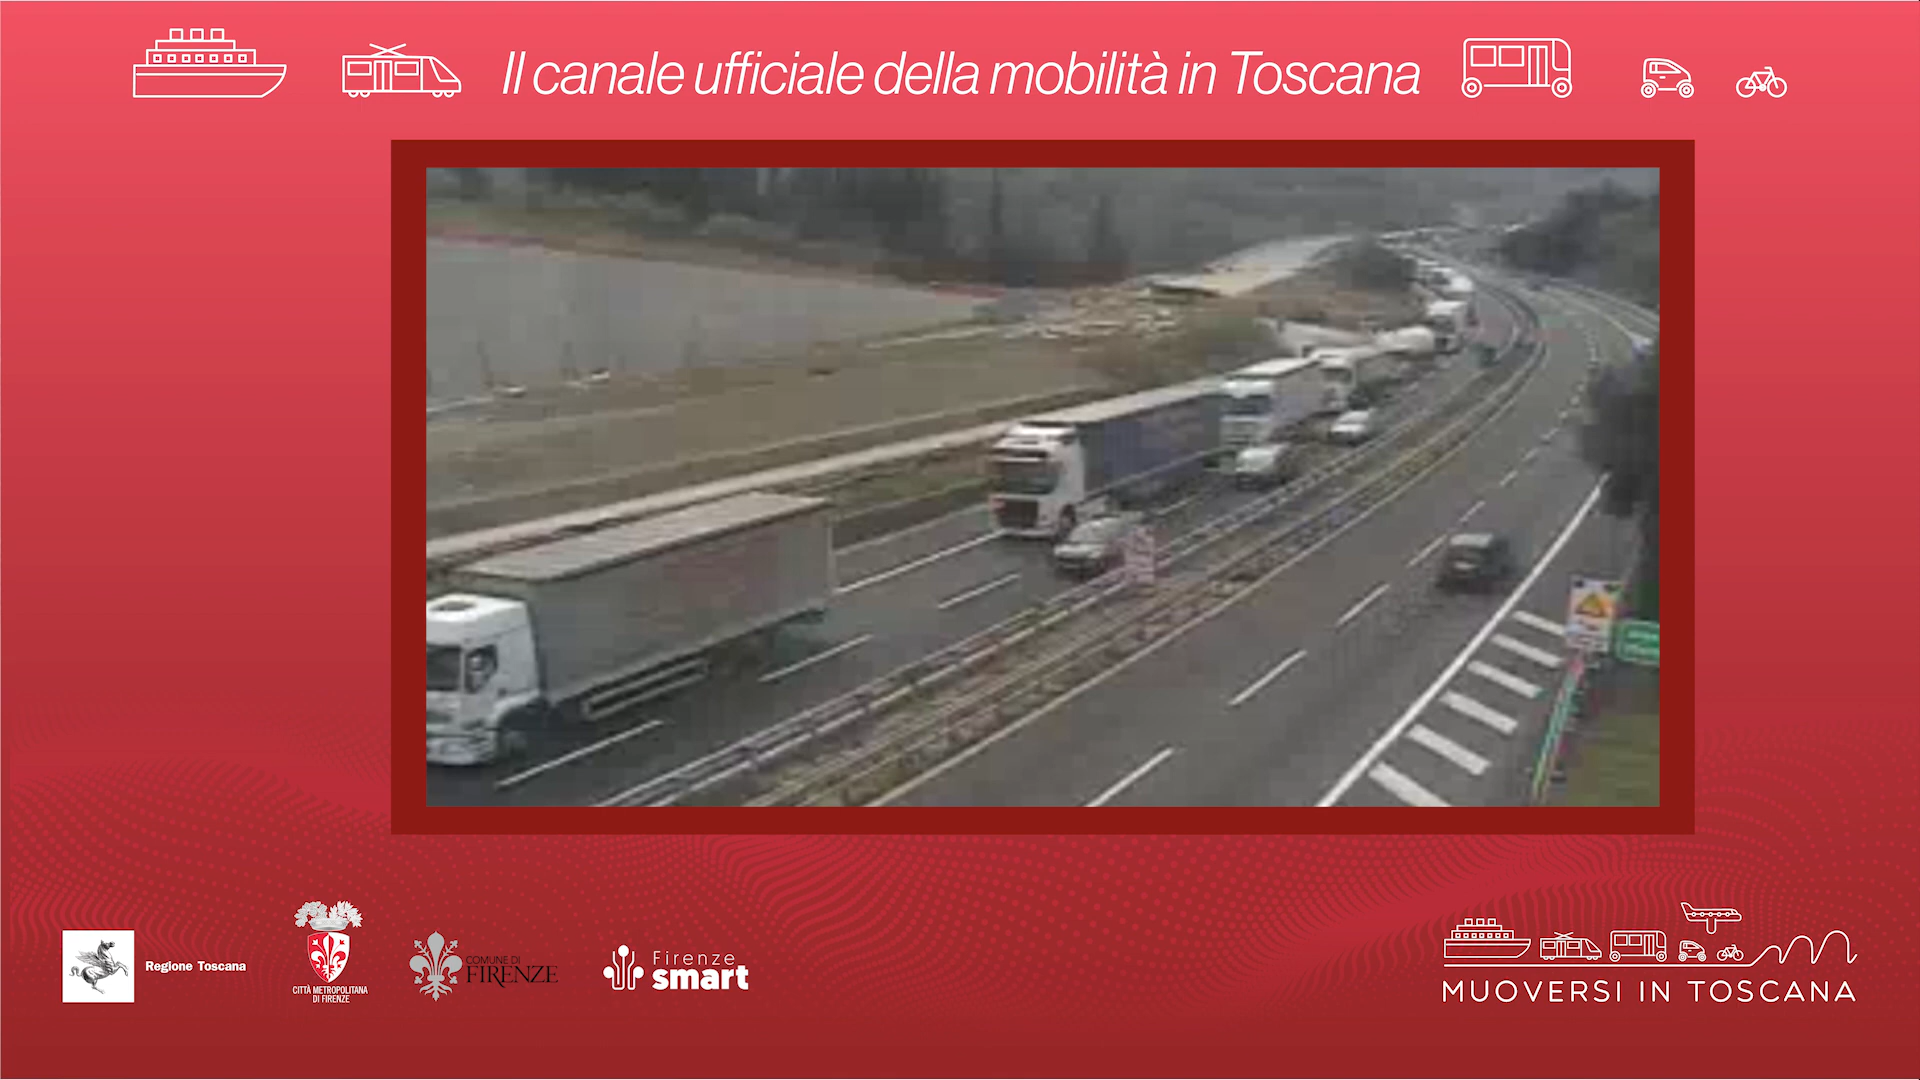 Il canale ufficiale della mobilità in Toscana
Regione Toscana
CITTÀ METROPOLITANA
DI FIRENZE
COMUNE DI
FIRENZE
Firenze
smart
MUOVERSI IN TOSCANA